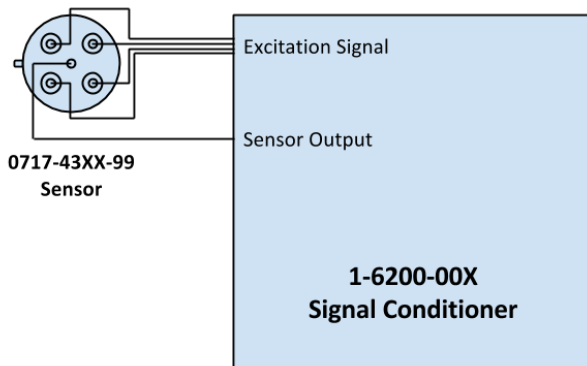 Excitation Signal
Sensor Output
0717-43XX-99
Sensor
1-6200-00X
Signal Conditioner